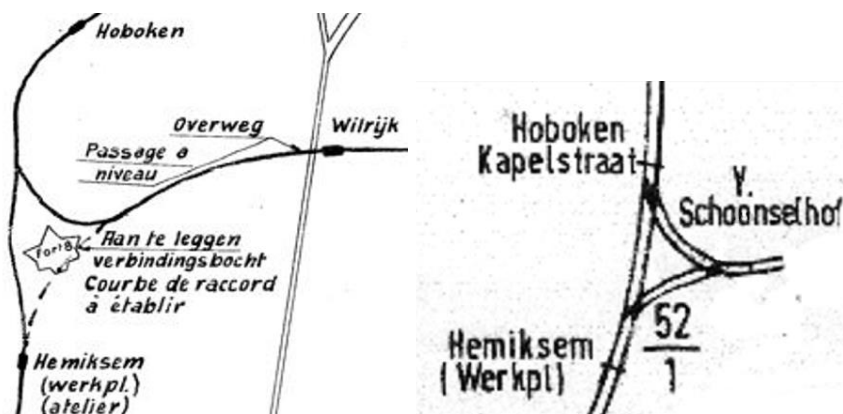 Hoboken
Overweg
Wilrijk
Passage a
niveau
Fort 8
Aan te leggen
verbindingsbocht
Courbe de raccord
à établir
Hemiksem
(werkpl.)
(atelier)
Hoboken
Kapelstraat
Y.
Schoonselhof
52
1
Hemiksem
(Werkpl)